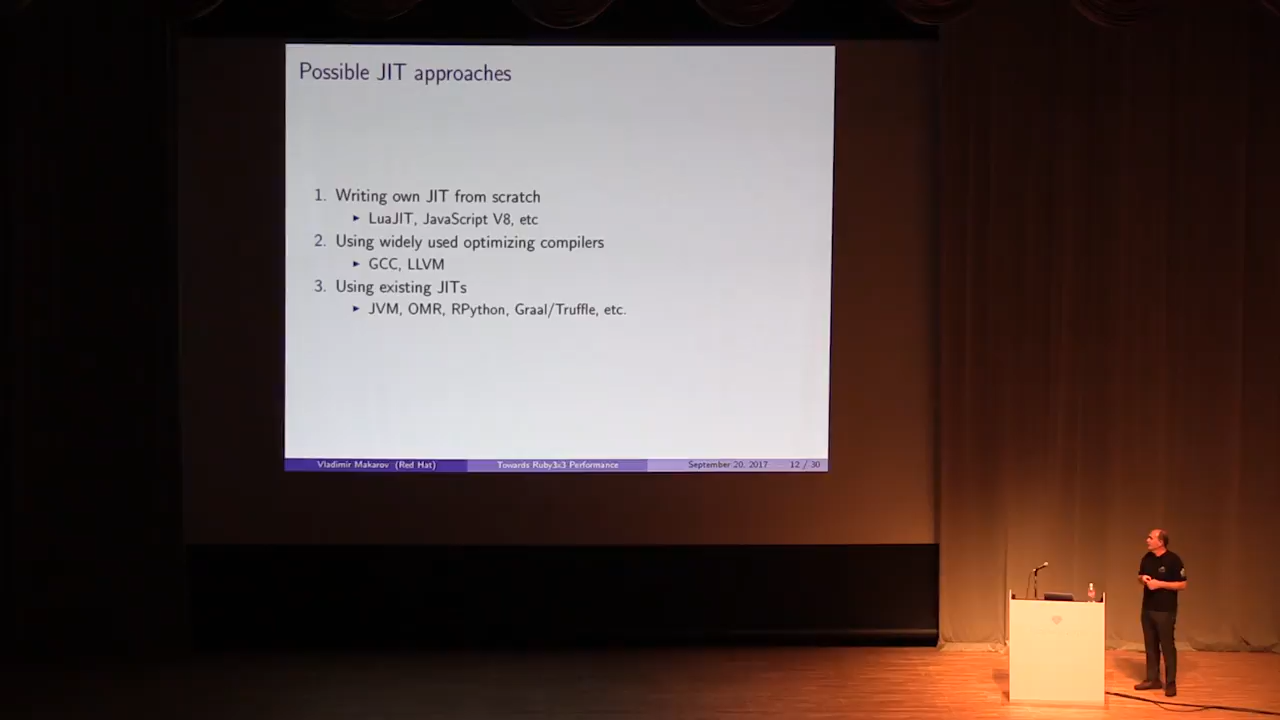 Possible JIT approaches
1. Writing own JIT from scratch
▶ LuaJIT, JavaScript V8, etc
2. Using widely used optimizing compilers
▶ GCC, LLVM
3. Using existing JITs
▶ JVM, OMR, RPython, Graal/Truffle, etc.
Vladimir Makarov (Red Hat) Towards Ruby3x3 Performance September 20, 2017 12 / 30